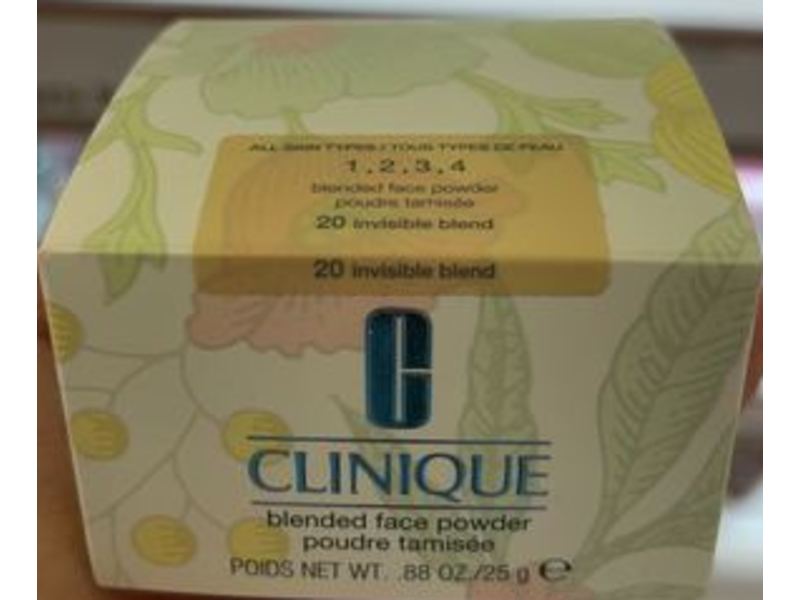 ALL SKIN TYPES / TOUS TYPES DE PEAU
1, 2, 3, 4
blended face powder
poudre tamisée
20 invisible blend
20 invisible blend
C
CLINIQUE
blended face powder
poudre tamisée
POIDS NET WT. .88 OZ./25 g ℮